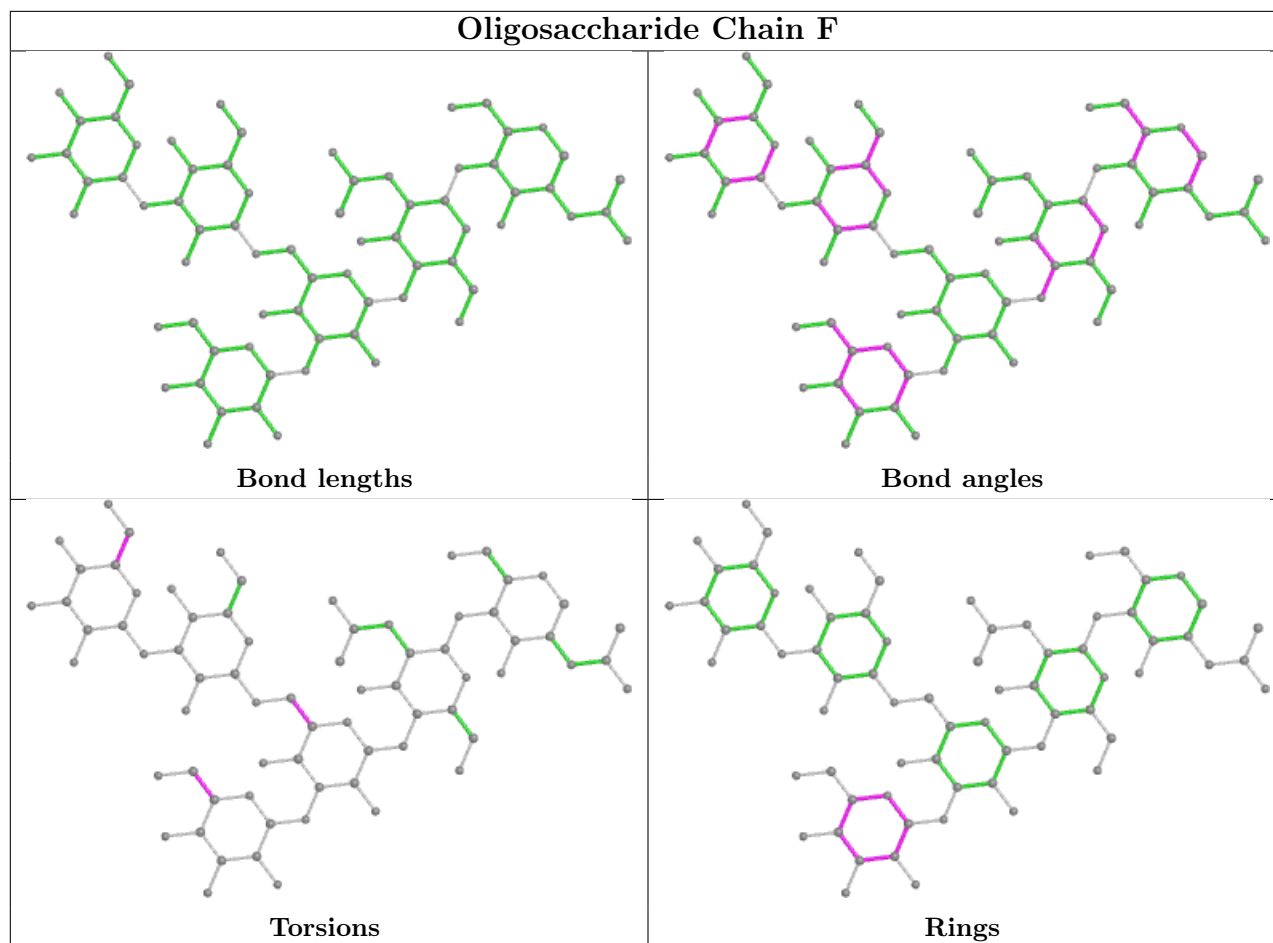 Oligosaccharide Chain F
Bond lengths
Bond angles
Torsions
Rings